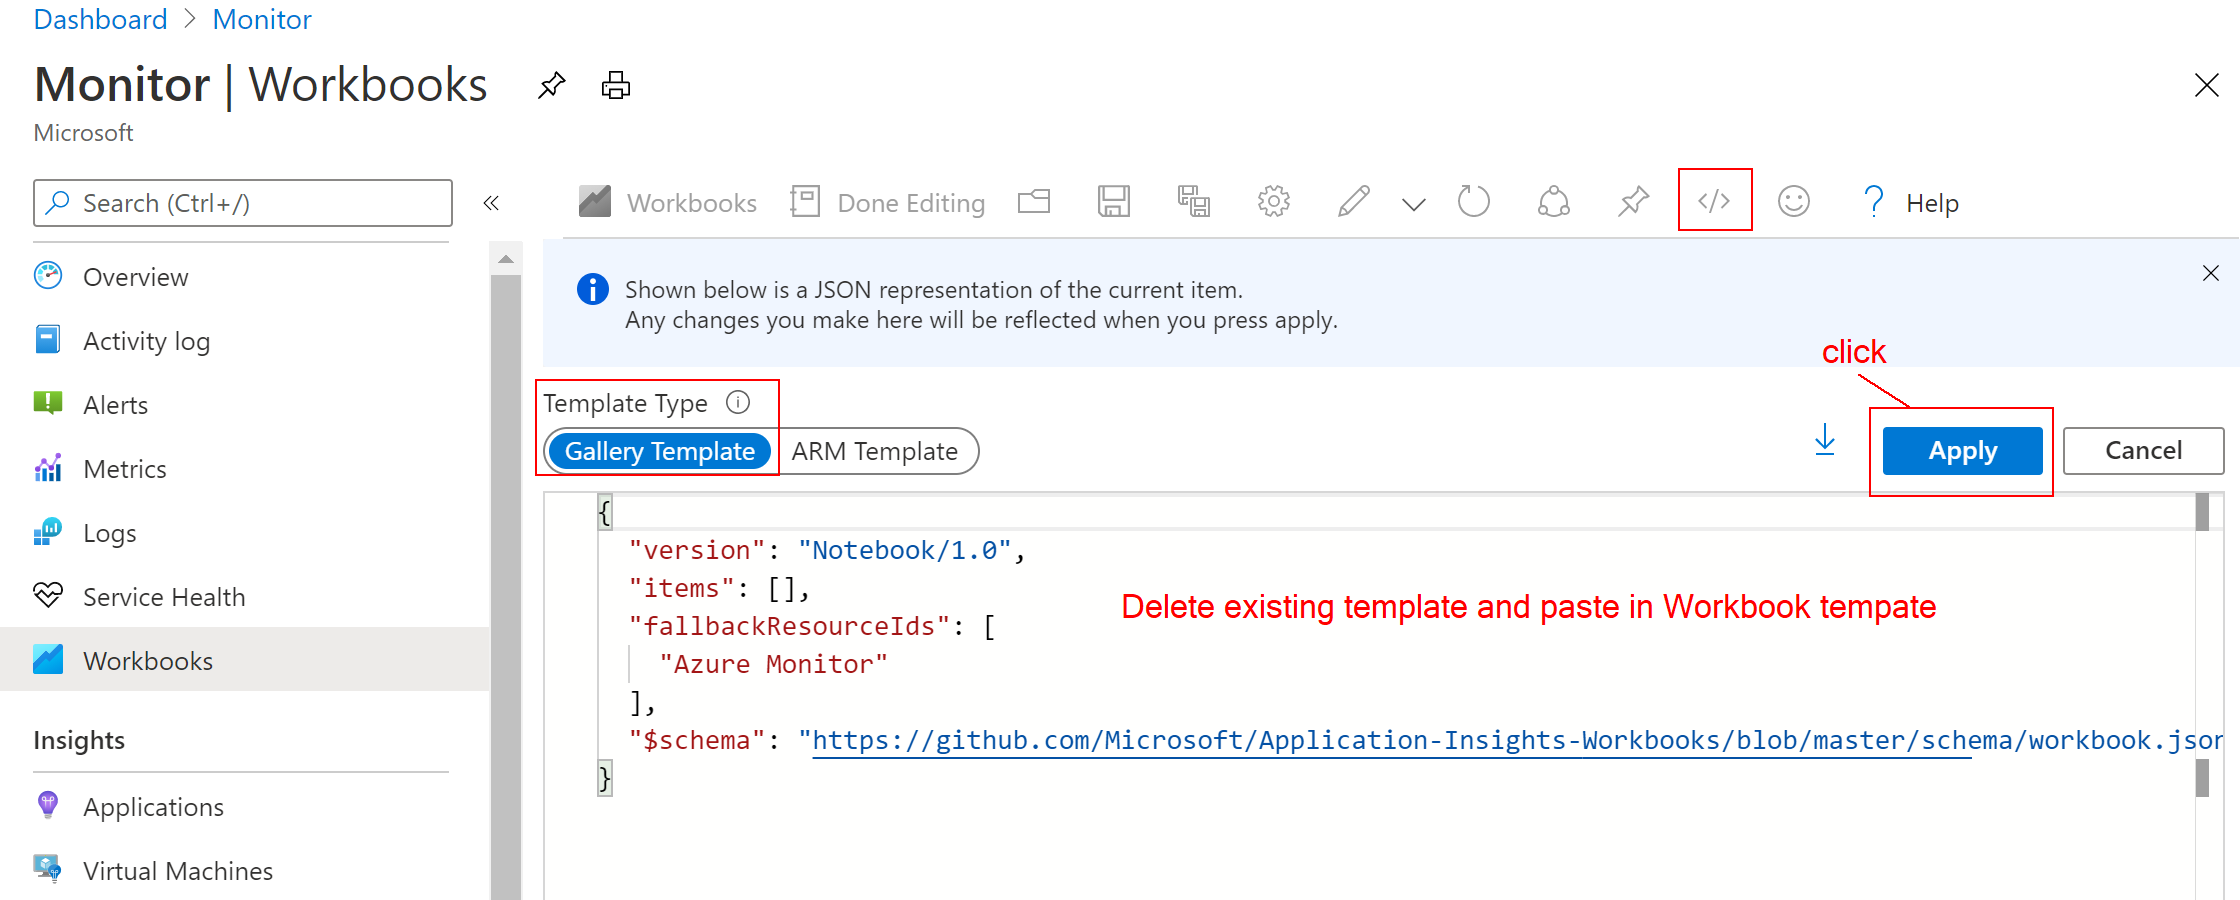 Dashboard > Monitor
Monitor | Workbooks
Microsoft
Search (Ctrl+/)
«
Workbooks
Done Editing
</>
? Help
Overview
Activity log
Alerts
Metrics
Logs
Service Health
Workbooks
Insights
Applications
Virtual Machines
Shown below is a JSON representation of the current item.
Any changes you make here will be reflected when you press apply.
click
Template Type
Gallery Template
ARM Template
Apply
Cancel
{
"version": "Notebook/1.0",
"items": [],
"fallbackResourceIds": [
"Azure Monitor"
],
"$schema": "https://github.com/Microsoft/Application-Insights-Workbooks/blob/master/schema/workbook.json
}
Delete existing template and paste in Workbook tempate